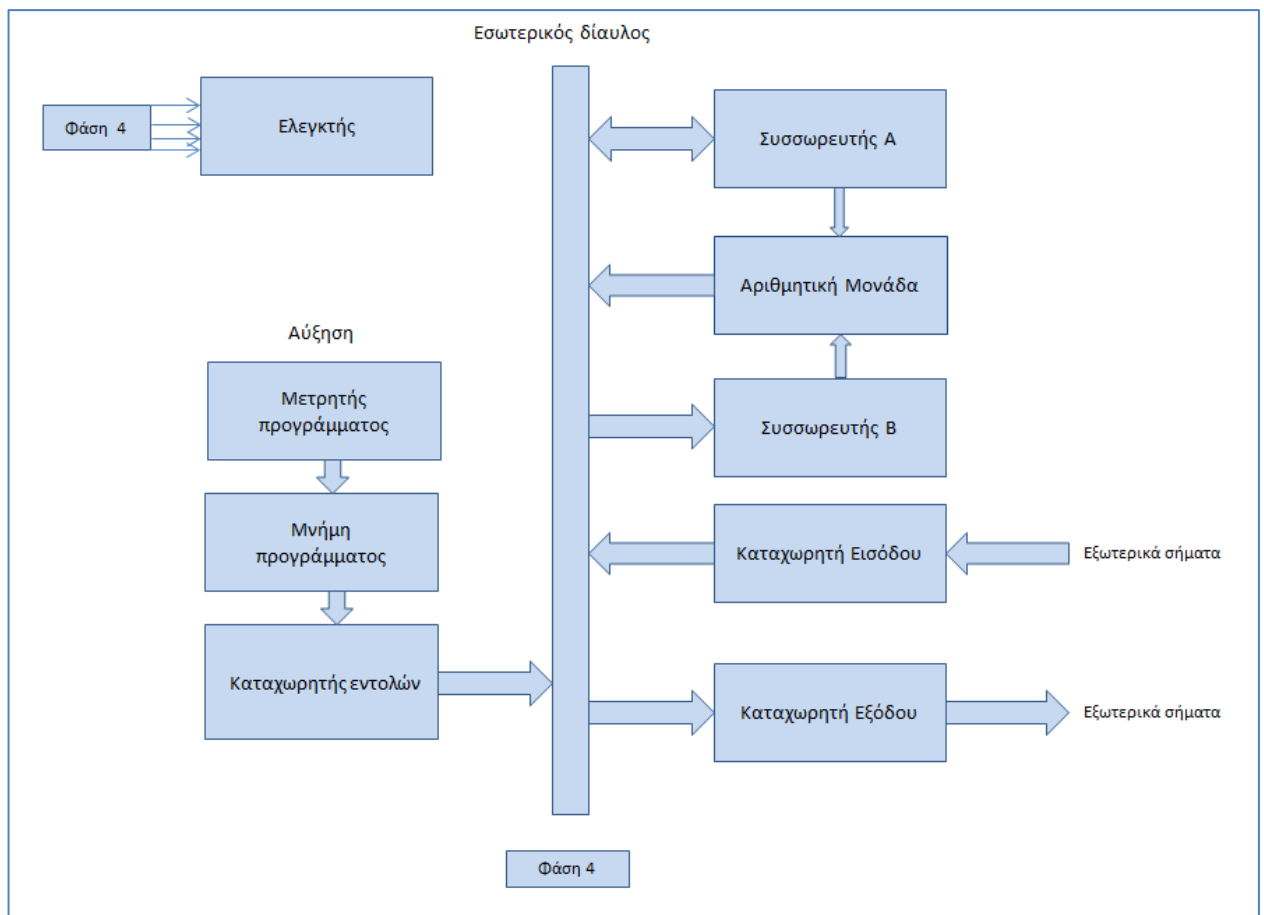 Εσωτερικός δίαυλος
Φάση 4
Ελεγκτής
Συσσωρευτής Α
Αριθμητική Μονάδα
Αύξηση
Μετρητής
προγράμματος
Συσσωρευτής Β
Μνήμη
προγράμματος
Καταχωρητή Εισόδου
Εξωτερικά σήματα
Καταχωρητής εντολών
Καταχωρητή Εξόδου
Εξωτερικά σήματα
Φάση 4